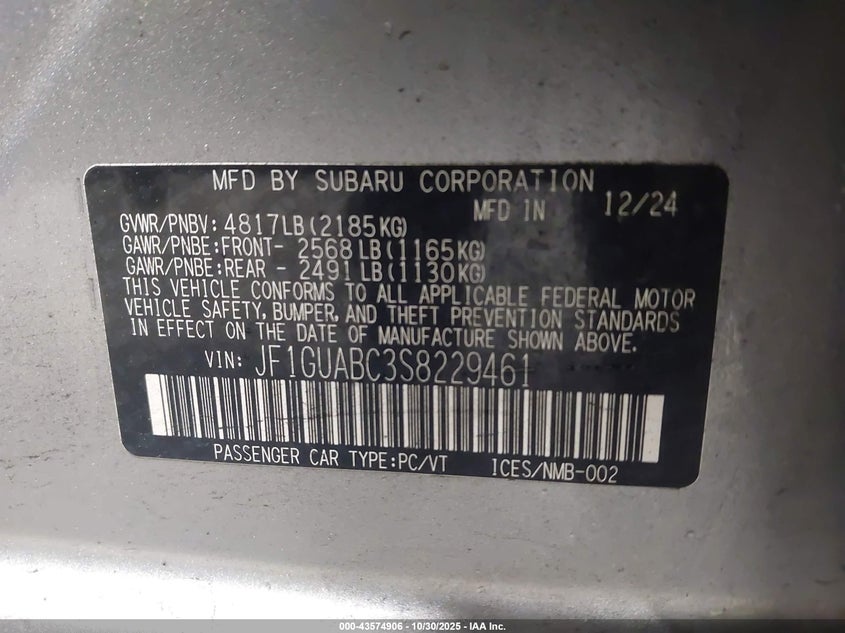 MFD BY SUBARU CORPORATION
MFD IN 12/24
GVWR/PNBV: 4817LB(2185KG)
GAWR/PNBE:FRONT- 2568LB(1165KG)
GAWR/PNBE:REAR - 2491LB(1130KG)
THIS VEHICLE CONFORMS TO ALL APPLICABLE FEDERAL MOTOR
VEHICLE SAFETY, BUMPER, AND THEFT PREVENTION STANDARDS
IN EFFECT ON THE DATE OF MANUFACTURE SHOWN ABOVE.
VIN: JF1GUABC3S8229461
PASSENGER CAR TYPE:PC/VT ICES/NMB-002
000-43574906 - 10/30/2025 - IAA Inc.